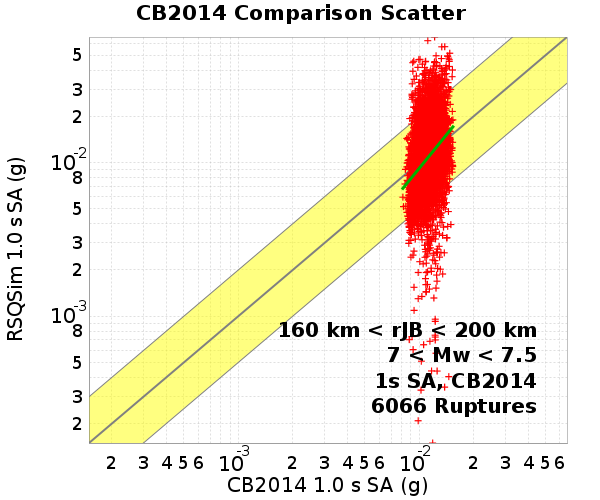 CB2014 Comparison Scatter
RSQSim 1.0 s SA (g)
5
3
2
10-2
8
5
3
2
10-3
8
5
3
2
160 km < rJB < 200 km
7 < Mw < 7.5
1s SA, CB2014
6066 Ruptures
2 3 4 5 6 10-3 2 3 4 5 6 8 10-2 2 3 4 5 6
CB2014 1.0 s SA (g)